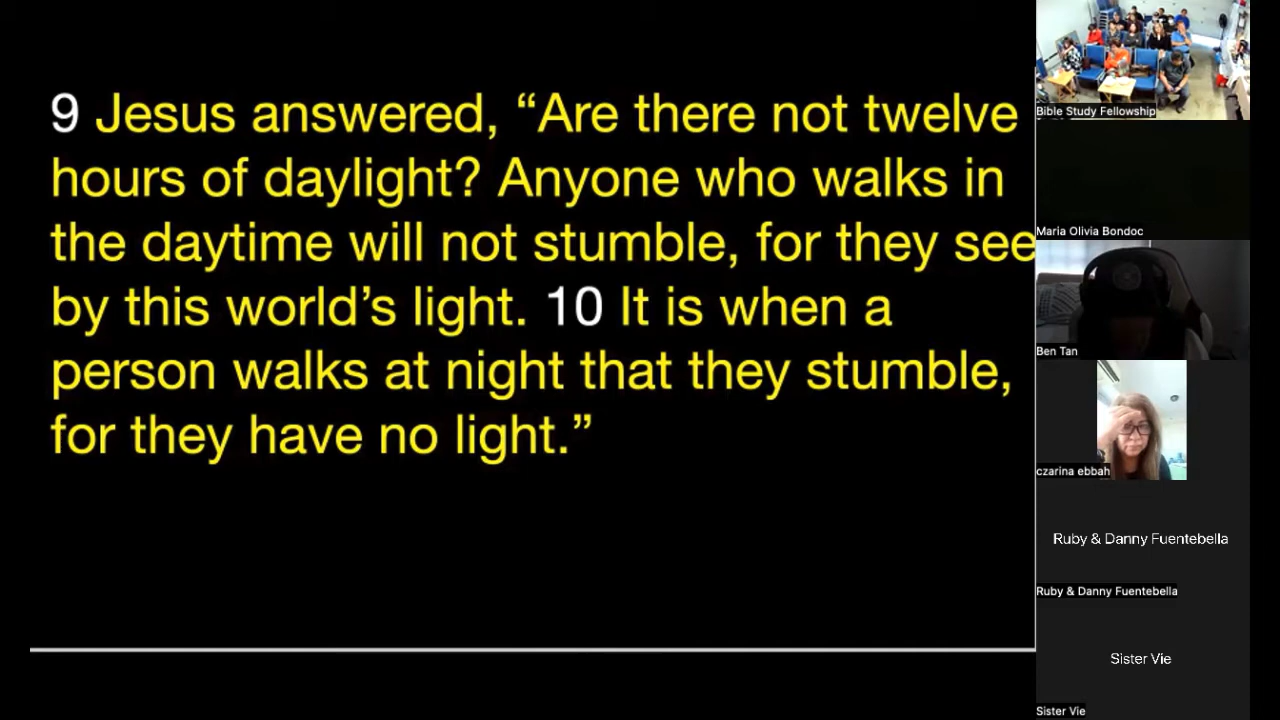 9 Jesus answered, “Are there not twelve
hours of daylight? Anyone who walks in
the daytime will not stumble, for they see
by this world’s light. 10 It is when a
person walks at night that they stumble,
for they have no light.”
Bible Study Fellowship
Maria Olivia Bondoc
Ben Tan
czarina ebbah
Ruby & Danny Fuentebella
Ruby & Danny Fuentebella
Sister Vie
Sister Vie